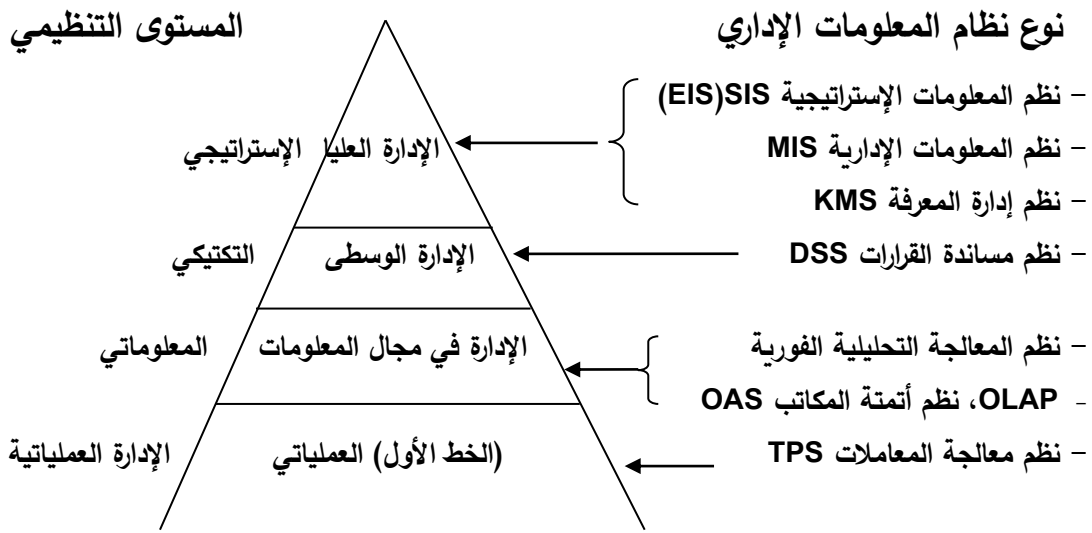 نوع نظام المعلومات الإداري
المستوى التنظيمي
– نظم المعلومات الإستراتيجية SIS(EIS)
الإدارة العليا الإستراتيجي
– نظم المعلومات الإدارية MIS
– نظم إدارة المعرفة KMS
– نظم مساندة القرارات DSS
الإدارة الوسطى
التكتيكي
– نظم المعالجة التحليلية الفورية
الإدارة في مجال المعلومات
المعلوماتي
– OLAP، نظم أتمتة المكاتب OAS
– نظم معالجة المعاملات TPS
(الخط الأول) العملياتي
الإدارة العملياتية